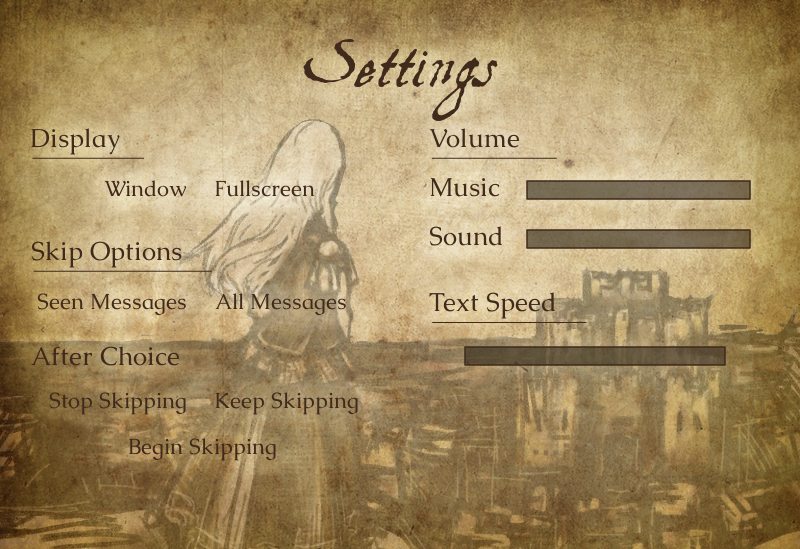 Settings
Display
Window Fullscreen
Skip Options
Seen Messages All Messages
After Choice
Stop Skipping Keep Skipping
Begin Skipping
Volume
Music
Sound
Text Speed